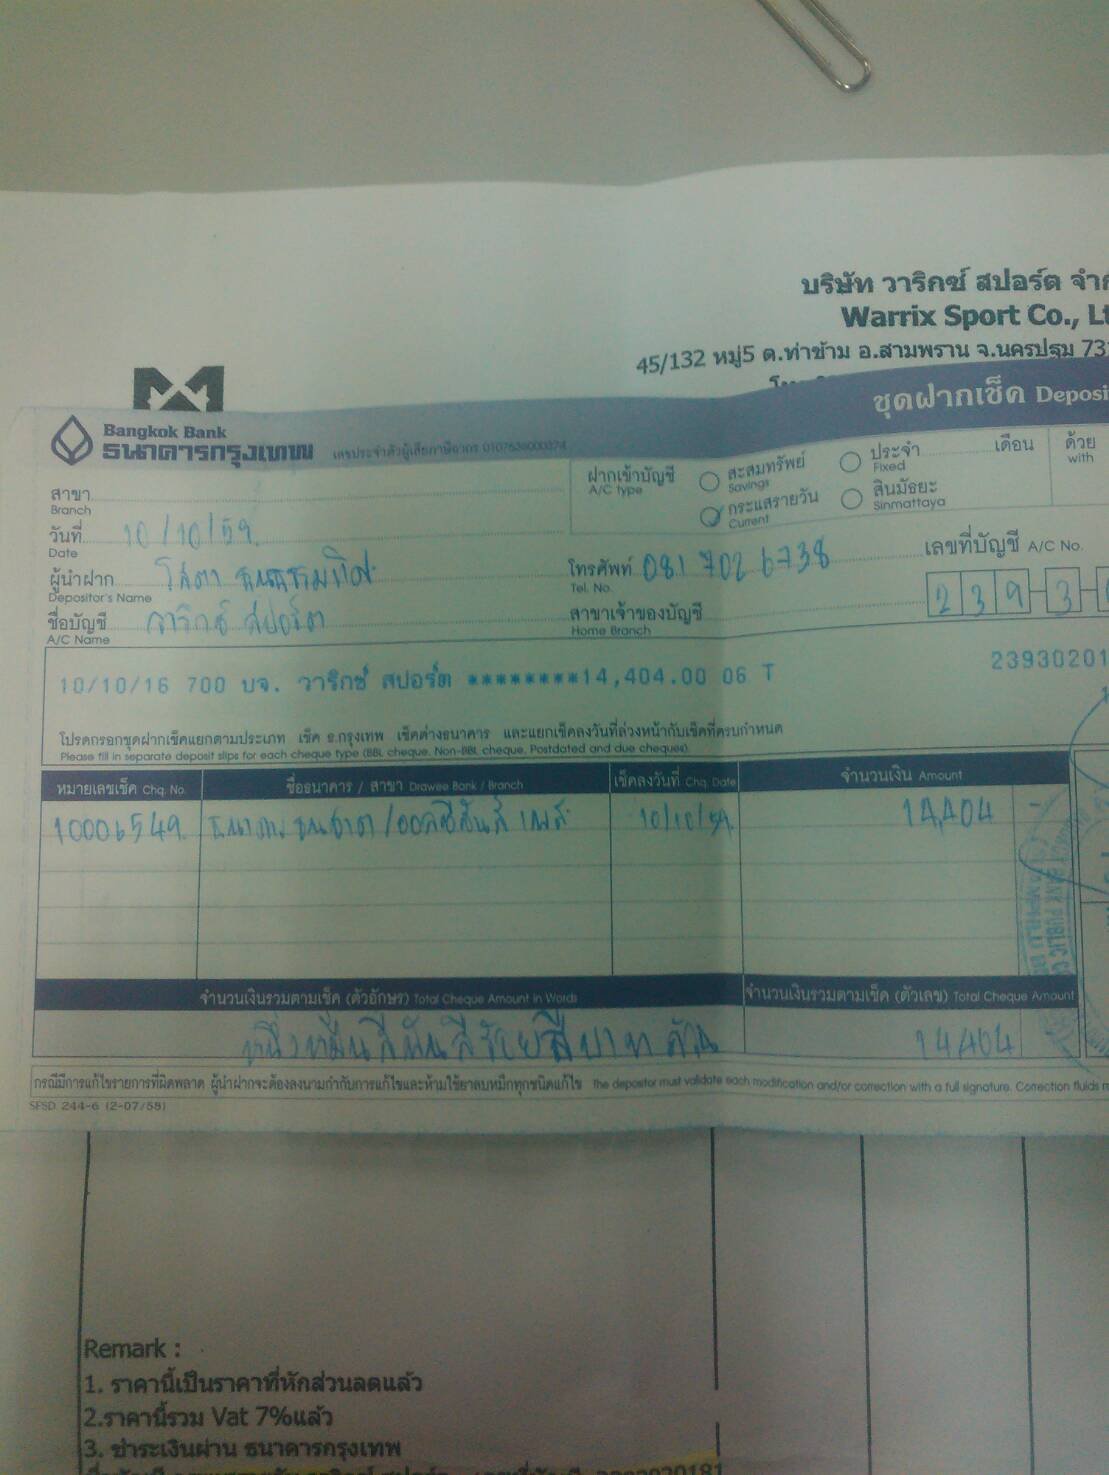 บริษัท วาริกซ์ สปอร์ต
Warrix Sport Co.,
45/132 หมู่5 ต.ท่าข้าม อ.สามพราน จ.นครปฐม
ชุดฝากเช็ค
Bangkok Bank
ธนาคารกรุงเทพ
เลขประจำตัวผู้เสียภาษีอากร 0107536000374
ฝากเข้าบัญชี สะสมทรัพย์ ประจำ เดือน ด้วย
A/C type Savings Fixed with
กระแสรายวัน สินมัธยะ
Current Sinmattaya
สาขา
Branch
วันที่ 10/10/59
Date
ผู้นำฝาก
Depositor's Name
โทรศัพท์ 081 702 6738
Tel. No.
เลขที่บัญชี A/C No.
239-3-
ชื่อบัญชี วาริกซ์ สปอร์ต
A/C Name
สาขาเจ้าของบัญชี
Home Branch
10/10/16 700 บจ. วาริกซ์ สปอร์ต ********14,404.00 06 T 23930201
โปรดกรอกชุดฝากเช็คแยกตามประเภท เช็ค ธ.กรุงเทพ เช็คต่างธนาคาร และแยกเช็คลงวันที่ล่วงหน้ากับเช็คที่ครบกำหนด
Please fill in separate deposit slips for each cheque type (BBL cheque, Non-BBL cheque, Postdated and due cheques).
หมายเลขเช็ค Chq. No. ชื่อธนาคาร / สาขา Drawee Bank / Branch เช็คลงวันที่ Chq. Date จำนวนเงิน Amount
10006549 10/10/59 14,404 -
จำนวนเงินรวมตามเช็ค (ตัวอักษร) Total Cheque Amount in Words จำนวนเงินรวมตามเช็ค (ตัวเลข) Total Cheque Amount
หนึ่งหมื่นสี่พันสี่ร้อยสี่บาทถ้วน 14,404
กรณีมีการแก้ไขรายการที่ผิดพลาด ผู้นำฝากจะต้องลงนามกำกับการแก้ไขและห้ามใช้ยาลบหมึกทุกชนิดแก้ไข The depositor must validate each modification and/or correction with a full signature. Correction fluids
SFSD 244-6 (2-07/58)
Remark :
1. ราคานี้เป็นราคาที่หักส่วนลดแล้ว
2.ราคานี้รวม Vat 7%แล้ว
3. ชำระเงินผ่าน ธนาคารกรุงเทพ